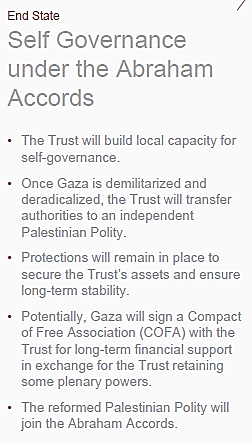 End State
Self Governance
under the Abraham
Accords
• The Trust will build local capacity for
self-governance.
• Once Gaza is demilitarized and
deradicalized, the Trust will transfer
authorities to an independent
Palestinian Polity.
• Protections will remain in place to
secure the Trust's assets and ensure
long-term stability.
• Potentially, Gaza will sign a Compact
of Free Association (COFA) with the
Trust for long-term financial support
in exchange for the Trust retaining
some plenary powers.
• The reformed Palestinian Polity will
join the Abraham Accords.